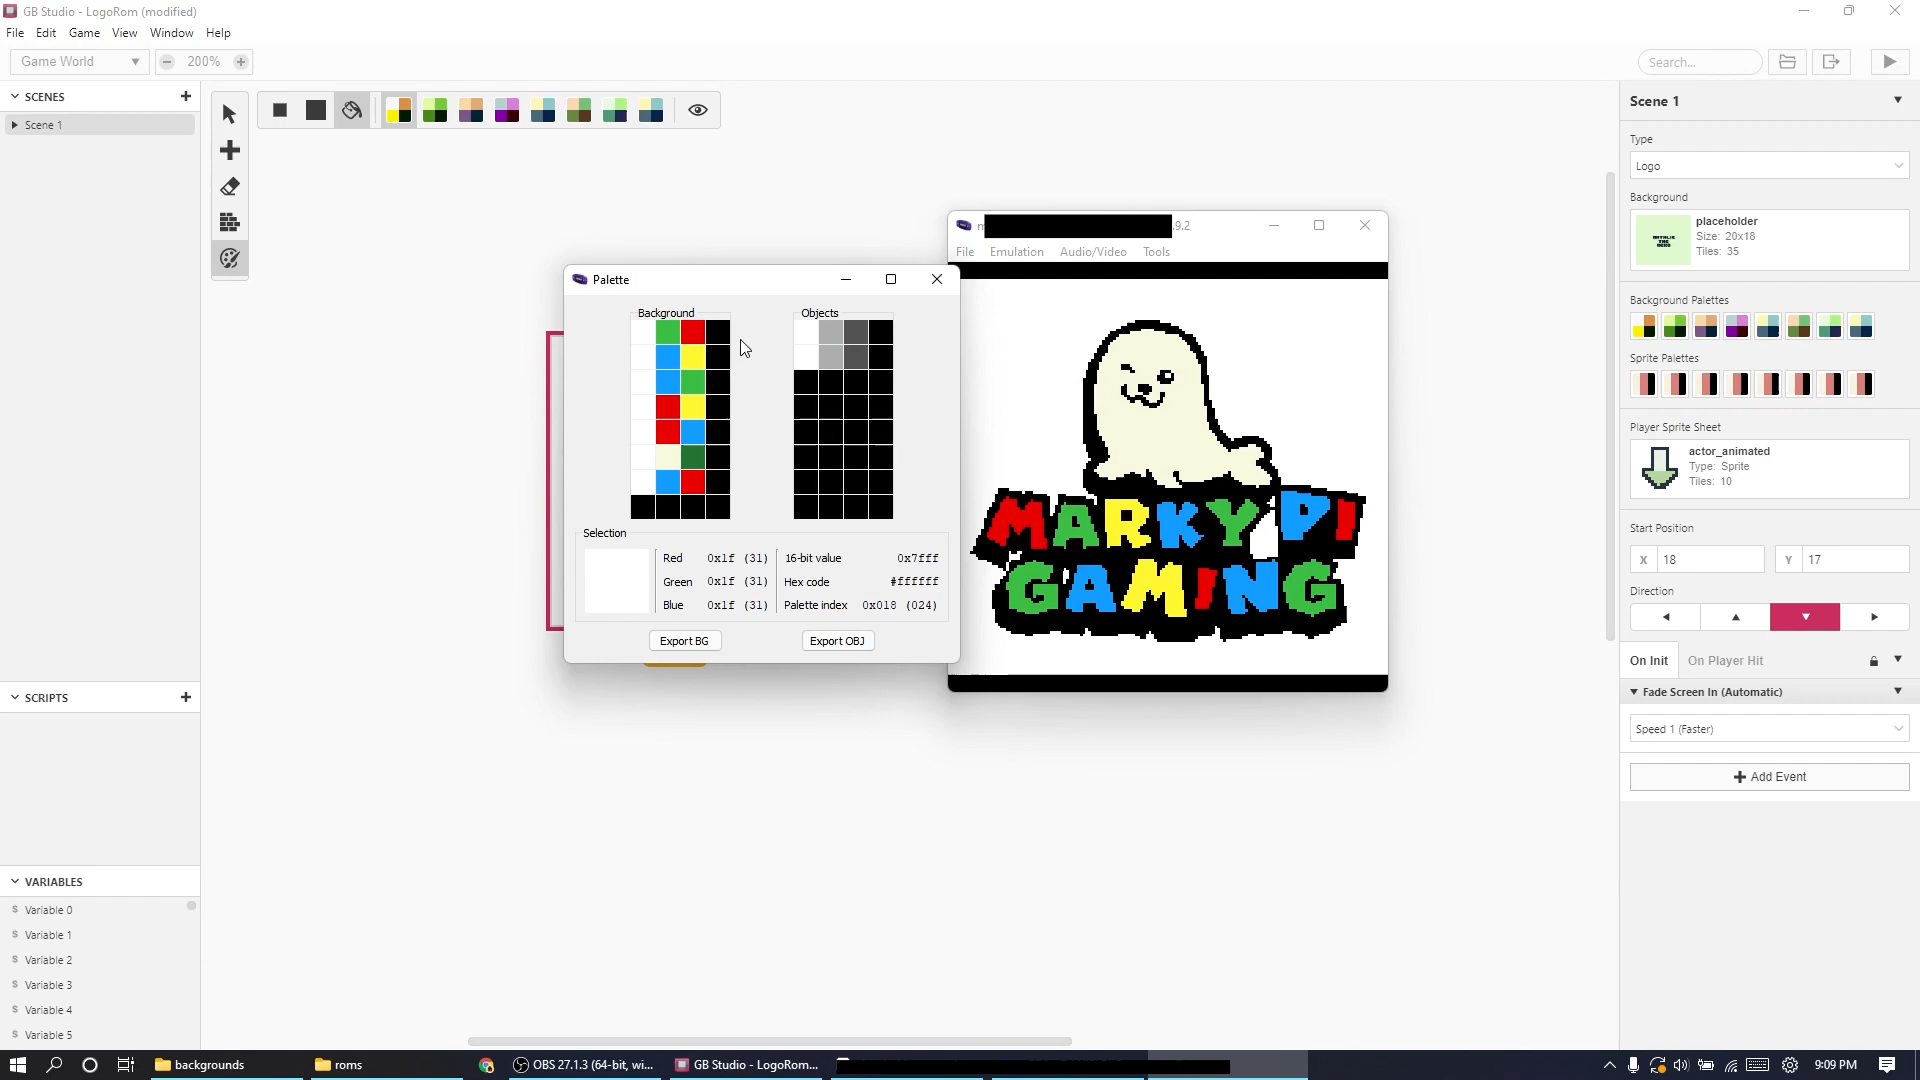 GB Studio - LogoRom (modified)
File Edit Game View Window Help
Game World
200%
Search...
SCENES
Scene 1
SCRIPTS
VARIABLES
$ Variable 0
$ Variable 1
$ Variable 2
$ Variable 3
$ Variable 4
$ Variable 5
Palette
Background
Objects
Selection
Red 0x1f (31)
Green 0x1f (31)
Blue 0x1f (31)
16-bit value 0x7fff
Hex code #ffffff
Palette index 0x018 (024)
Export BG
Export OBJ
.9.2
File Emulation Audio/Video Tools
MARKY PI
GAMING
Scene 1
Type
Logo
Background
placeholder
Size: 20x18
Tiles: 35
Background Palettes
Sprite Palettes
Player Sprite Sheet
actor_animated
Type: Sprite
Tiles: 10
Start Position
X 18
Y 17
Direction
On Init
On Player Hit
Fade Screen In (Automatic)
Speed 1 (Faster)
Add Event
backgrounds
roms
OBS 27.1.3 (64-bit, wi...
GB Studio - LogoRom...
9:09 PM